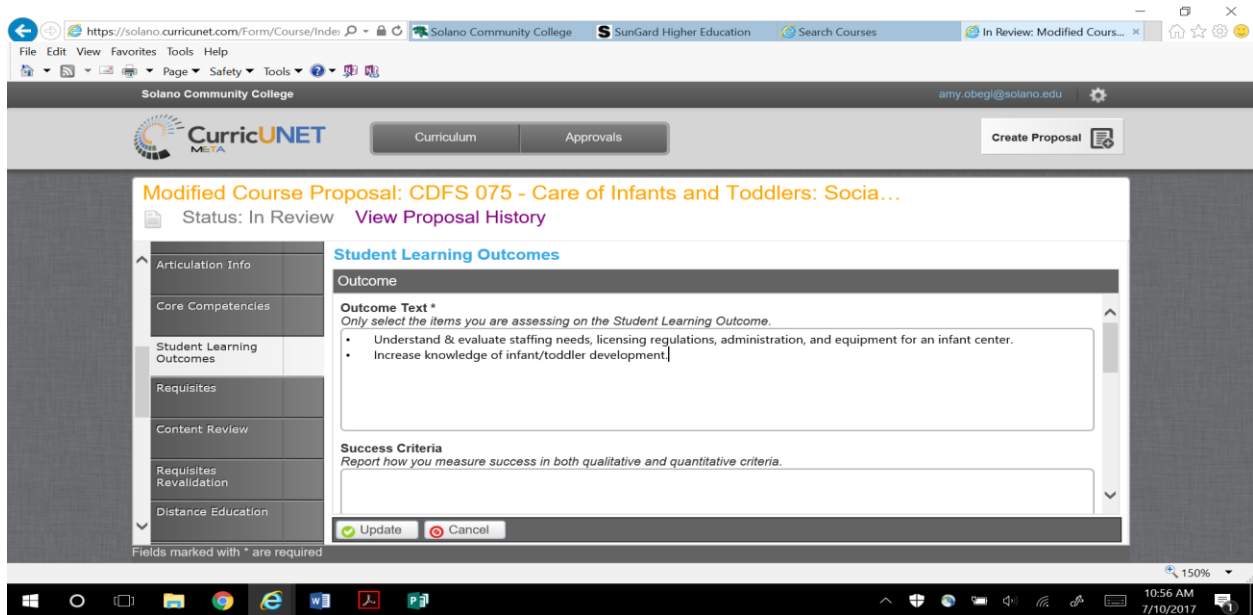 https://solano.curricunet.com/Form/Course/Inde
Solano Community College
SunGard Higher Education
Search Courses
In Review: Modified Cours...
File Edit View Favorites Tools Help
Page Safety Tools
Solano Community College
amy.obegi@solano.edu
CurricUNET
META
Curriculum
Approvals
Create Proposal
Modified Course Proposal: CDFS 075 - Care of Infants and Toddlers: Socia...
Status: In Review View Proposal History
Articulation Info
Core Competencies
Student Learning
Outcomes
Requisites
Content Review
Requisites
Revalidation
Distance Education
Student Learning Outcomes
Outcome
Outcome Text *
Only select the items you are assessing on the Student Learning Outcome.
• Understand & evaluate staffing needs, licensing regulations, administration, and equipment for an infant center.
• Increase knowledge of infant/toddler development.
Success Criteria
Report how you measure success in both qualitative and quantitative criteria.
Update
Cancel
Fields marked with * are required
150%
10:56 AM
7/10/2017